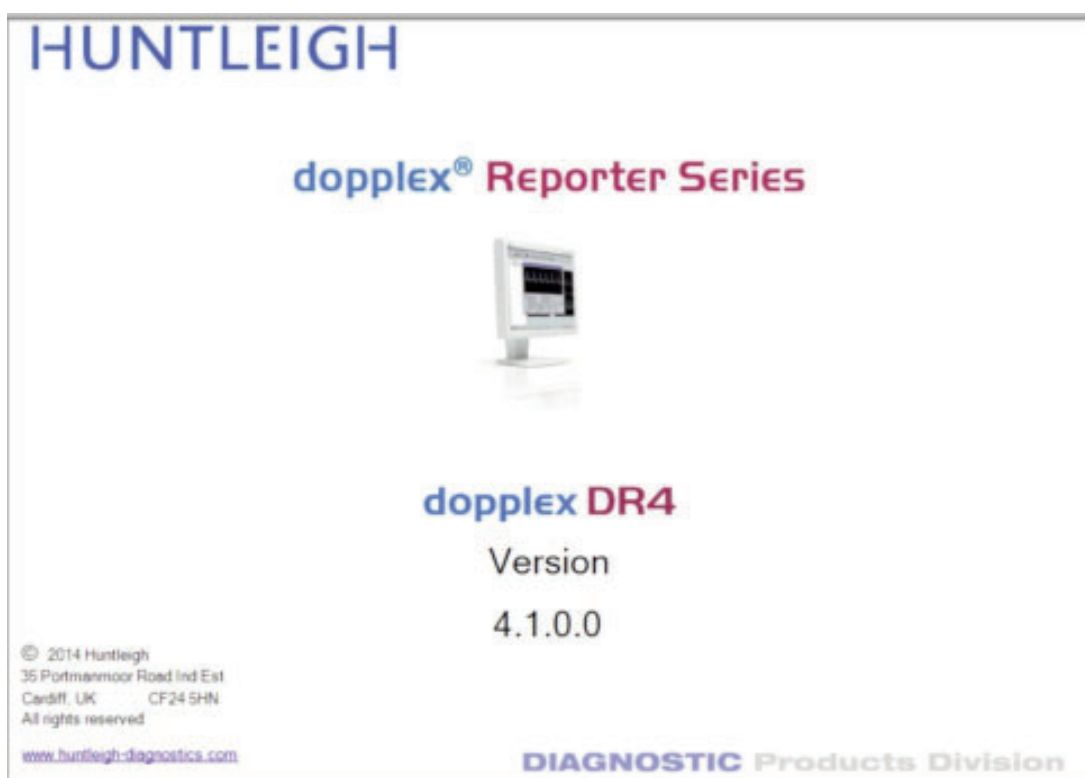 HUNTLEIGH
dopplex® Reporter Series
dopplex DR4
Version
4.1.0.0
© 2014 Huntleigh
35 Portmanmoor Road Ind Est
Cardiff, UK CF24 5HN
All rights reserved
www.huntleigh-diagnostics.com
DIAGNOSTIC Products Division